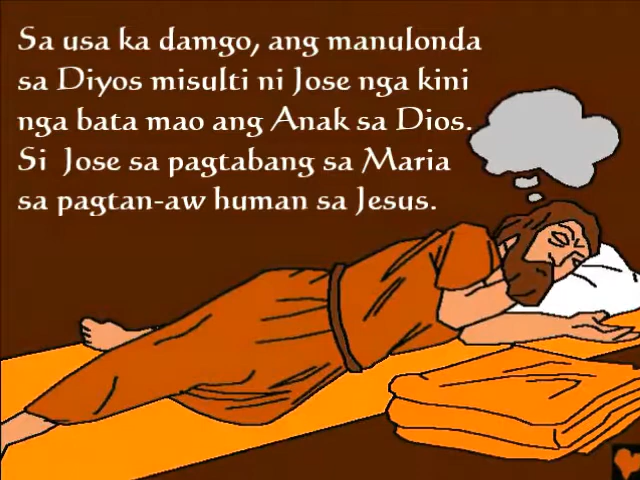 Sa usa ka damgo, ang manulonda
sa Diyos misulti ni Jose nga kini
nga bata mao ang Anak sa Dios.
Si Jose sa pagtabang sa Maria
sa pagtan-aw human sa Jesus.